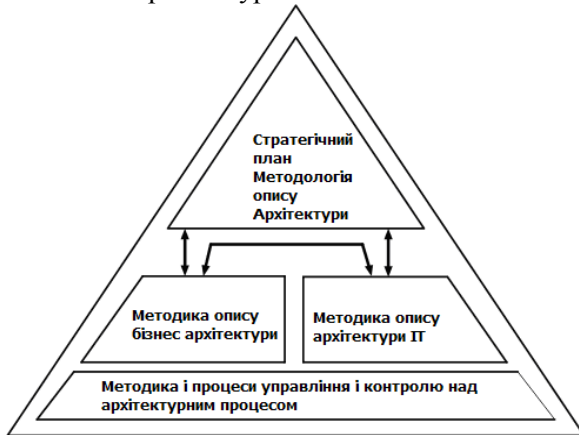 Стратегічний
план
Методологія
опису
Архітектури
Методика опису
бізнес архітектури
Методика опису
архітектури ІТ
Методика і процеси управління і контролю над
архітектурним процесом